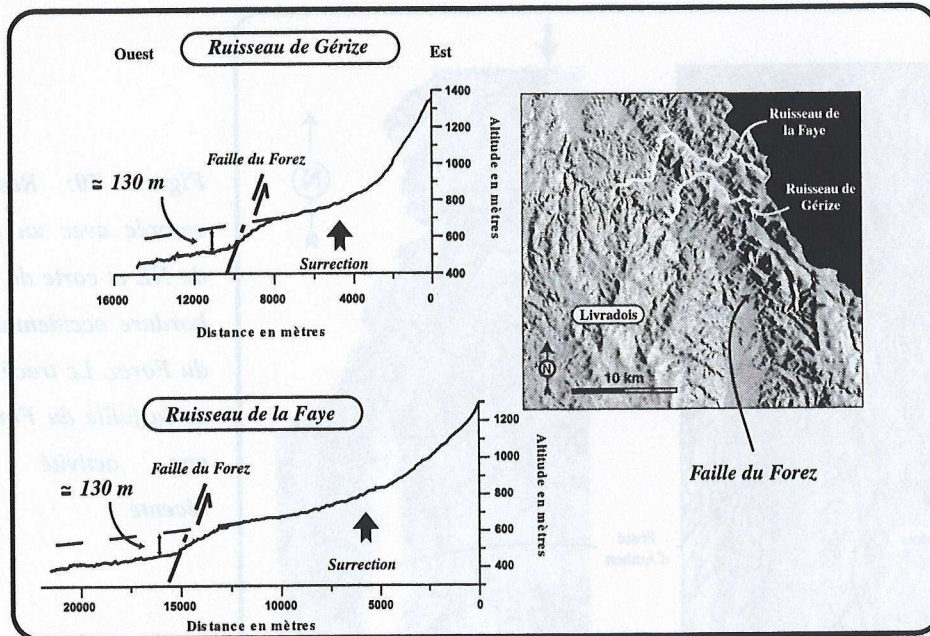 Ouest
Ruisseau de Gérize
Est
1400
1200
1000
800
600
400
Altitude en mètres
Faille du Forez
≃ 130 m
Surrection
16000
12000
8000
4000
0
Distance en mètres
Ruisseau de la Faye
1200
1000
800
600
400
Altitude en mètres
Faille du Forez
≃ 130 m
Surrection
20000
15000
10000
5000
0
Distance en mètres
Ruisseau de
la Faye
Ruisseau de
Gérize
Livradois
N
10 km
Faille du Forez